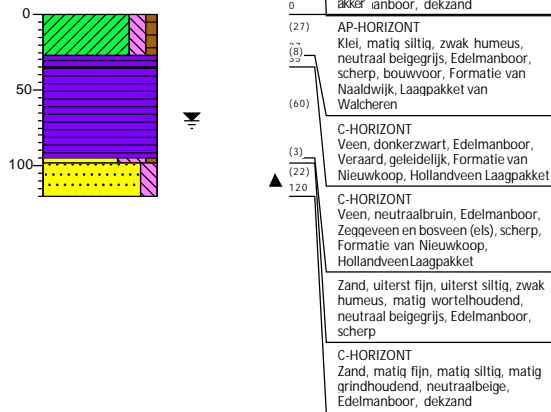 akker
anboor, dekzand
0
0
(27)
AP-HORIZONT
Klei, matig siltig, zwak humeus,
neutraal beigegrijs, Edelmanboor,
scherp, bouwvoor, Formatie van
Naaldwijk, Laagpakket van
Walcheren
(8)
35
50
(60)
C-HORIZONT
Veen, donkerzwart, Edelmanboor,
Veraard, geleidelijk, Formatie van
Nieuwkoop, Hollandveen Laagpakket
100
(3)
(22)
120
C-HORIZONT
Veen, neutraalbruin, Edelmanboor,
Zeggeveen en bosveen (els), scherp,
Formatie van Nieuwkoop,
Hollandveen Laagpakket
Zand, uiterst fijn, uiterst siltig, zwak
humeus, matig wortelhoudend,
neutraal beigegrijs, Edelmanboor,
scherp
C-HORIZONT
Zand, matig fijn, matig siltig, matig
grindhoudend, neutraalbeige,
Edelmanboor, dekzand